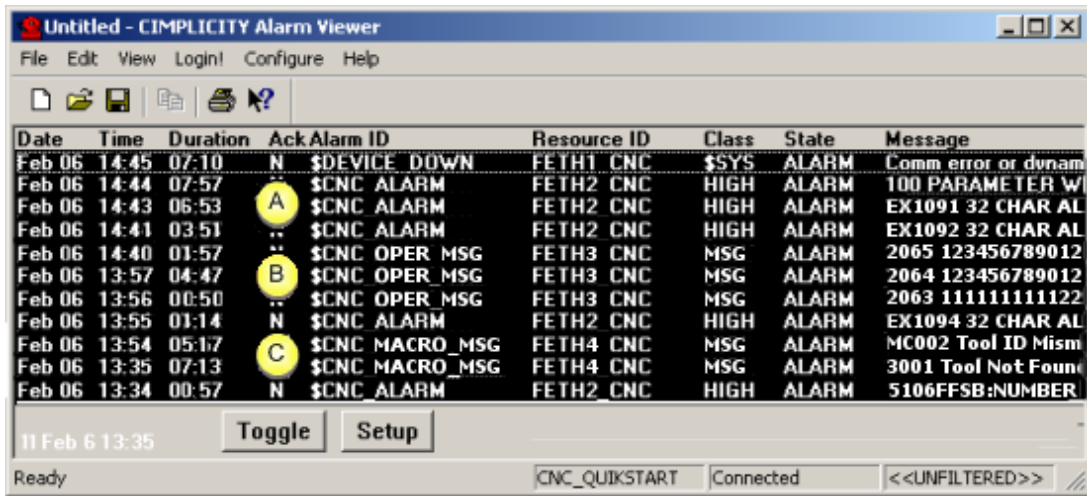 Untitled - CIMPLICITY Alarm Viewer
File Edit View Login! Configure Help
Date Time Duration Ack Alarm ID Resource ID Class State Message
Feb 06 14:45 07:10 N $DEVICE_DOWN FETH1_CNC $SYS ALARM Comm error or dynam
Feb 06 14:44 07:57 $CNC_ALARM FETH2_CNC HIGH ALARM 100 PARAMETER W
Feb 06 14:43 06:53 A $CNC_ALARM FETH2_CNC HIGH ALARM EX1091 32 CHAR AL
Feb 06 14:41 03:51 $CNC_ALARM FETH2_CNC HIGH ALARM EX1092 32 CHAR AL
Feb 06 14:40 01:57 $CNC_OPER_MSG FETH3_CNC MSG ALARM 2065 123456789012
Feb 06 13:57 04:47 B $CNC_OPER_MSG FETH3_CNC MSG ALARM 2064 123456789012
Feb 06 13:56 00:50 $CNC_OPER_MSG FETH3_CNC MSG ALARM 2063 111111111122
Feb 06 13:55 01:14 N $CNC_ALARM FETH2_CNC HIGH ALARM EX1094 32 CHAR AL
Feb 06 13:54 05:17 C $CNC_MACRO_MSG FETH4_CNC MSG ALARM MC002 Tool ID Mism
Feb 06 13:35 07:13 $CNC_MACRO_MSG FETH4_CNC MSG ALARM 3001 Tool Not Foun
Feb 06 13:34 00:57 N $CNC_ALARM FETH2_CNC HIGH ALARM 5106FFSB:NUMBER
11 Feb 6 13:35 Toggle Setup
Ready CNC_QUIKSTART Connected <<UNFILTERED>>